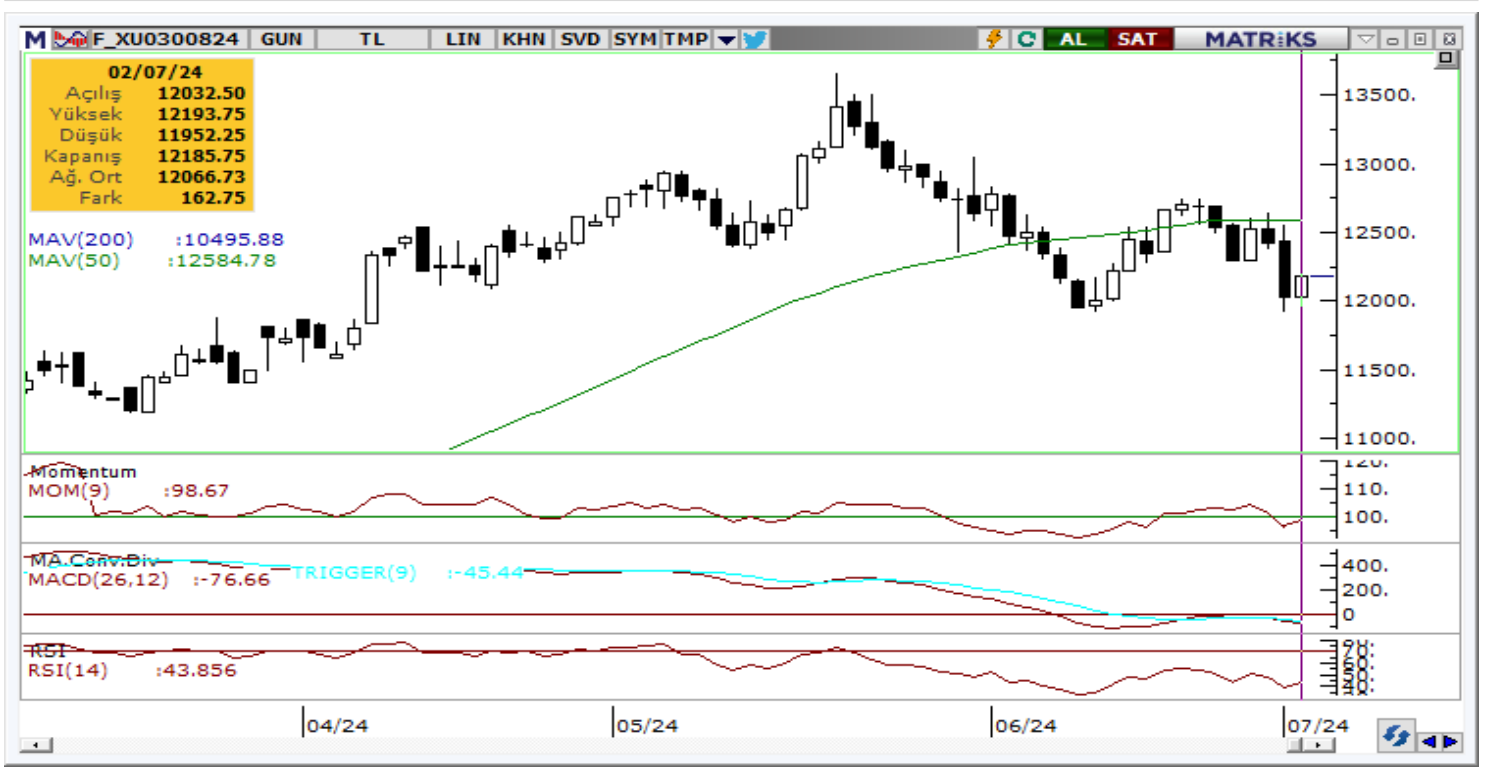 M F_XU0300824 GUN TL LIN KHN SVD SYM TMP AL SAT MATRiKS
02/07/24
Açılış 12032.50
Yüksek 12193.75
Düşük 11952.25
Kapanış 12185.75
Ağ. Ort 12066.73
Fark 162.75
MAV(200) :10495.88
MAV(50) :12584.78
13500.
13000.
12500.
12000.
11500.
11000.
Momentum
MOM(9) :98.67
120.
110.
100.
MA.Conv.Div
MACD(26,12) :-76.66 TRIGGER(9) :-45.44
400.
200.
0
RSI
RSI(14) :43.856
70.
60.
50.
40.
04/24 05/24 06/24 07/24